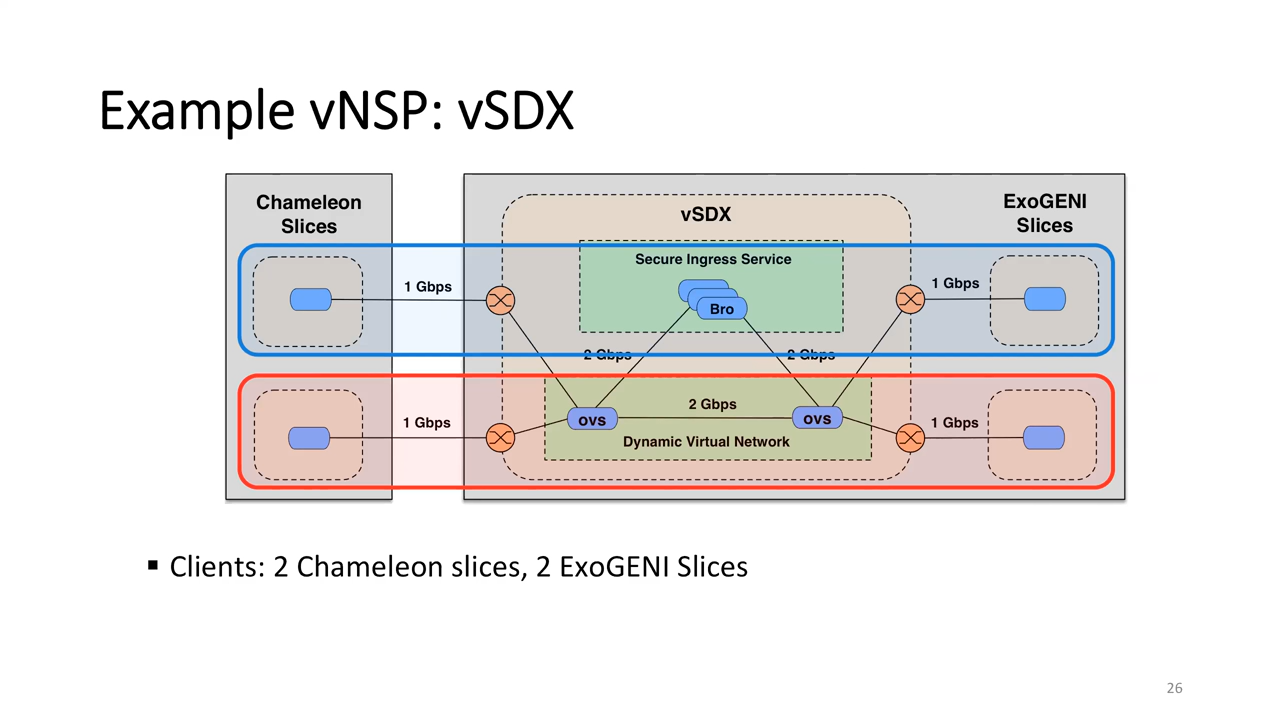 Example vNSP: vSDX
Chameleon
Slices
vSDX
ExoGENI
Slices
Secure Ingress Service
1 Gbps
1 Gbps
Bro
2 Gbps
2 Gbps
1 Gbps
ovs
2 Gbps
ovs
1 Gbps
Dynamic Virtual Network
▪ Clients: 2 Chameleon slices, 2 ExoGENI Slices
26